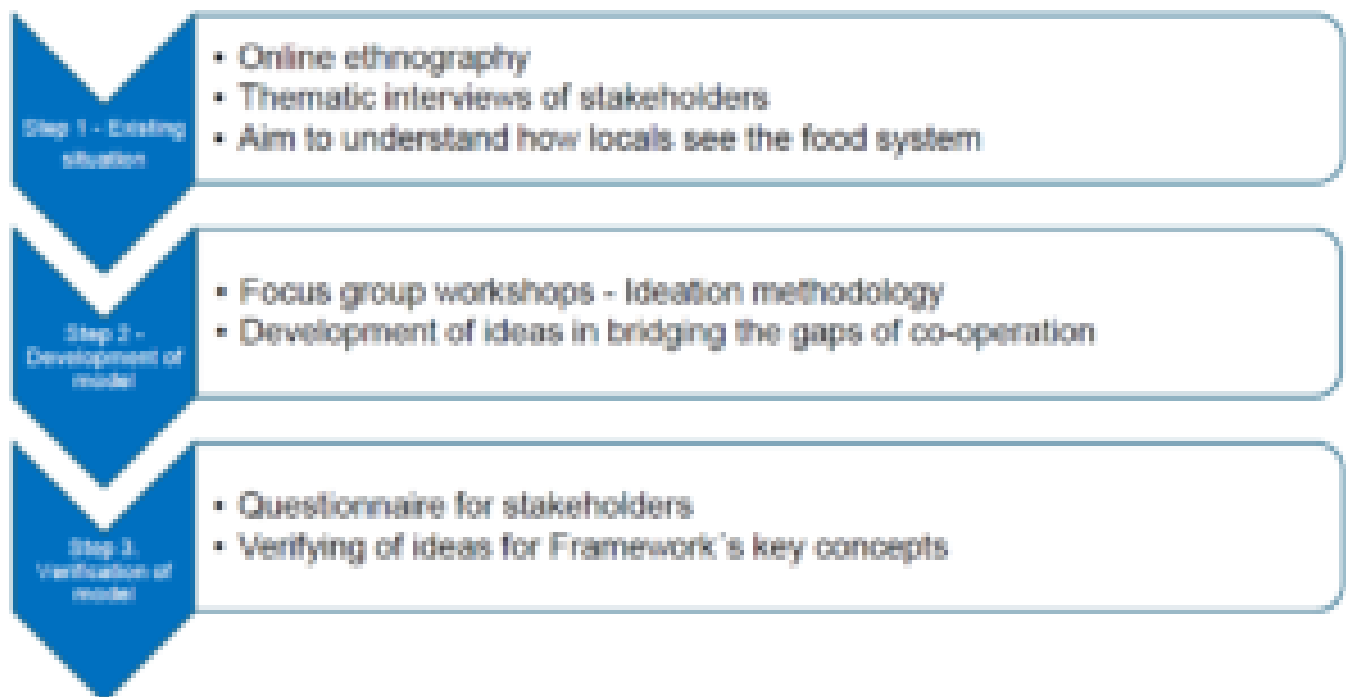 Step 1 - Existing
situation
• Online ethnography
• Thematic interviews of stakeholders
• Aim to understand how locals see the food system
Step 2 -
Development of
model
• Focus group workshops - Ideation methodology
• Development of ideas in bridging the gaps of co-operation
Step 3.
Verification of
model
• Questionnaire for stakeholders
• Verifying of ideas for Framework´s key concepts